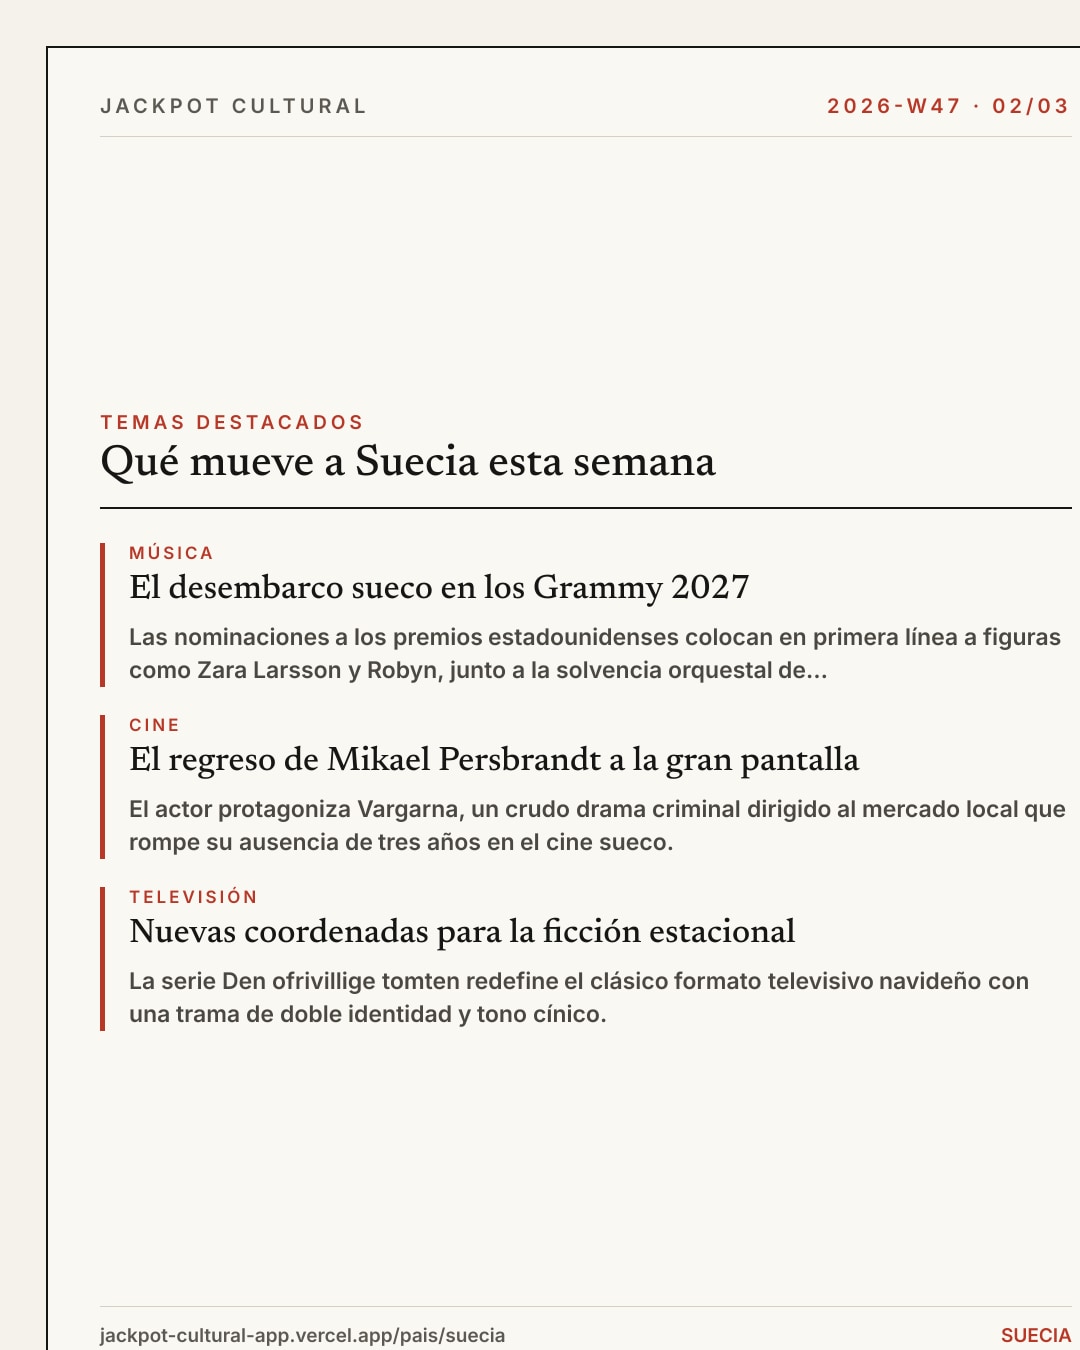 JACKPOT CULTURAL
2026-W47 · 02/03
TEMAS DESTACADOS
Qué mueve a Suecia esta semana
MÚSICA
El desembarco sueco en los Grammy 2027
Las nominaciones a los premios estadounidenses colocan en primera línea a figuras
como Zara Larsson y Robyn, junto a la solvencia orquestal de…
CINE
El regreso de Mikael Persbrandt a la gran pantalla
El actor protagoniza Vargarna, un crudo drama criminal dirigido al mercado local que
rompe su ausencia de tres años en el cine sueco.
TELEVISIÓN
Nuevas coordenadas para la ficción estacional
La serie Den ofrivillige tomten redefine el clásico formato televisivo navideño con
una trama de doble identidad y tono cínico.
jackpot-cultural-app.vercel.app/pais/suecia
SUECIA